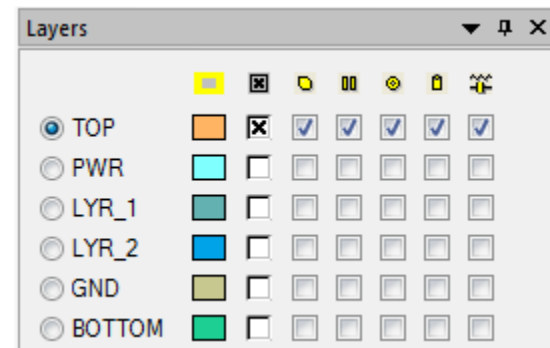 Layers
TOP
PWR
LYR_1
LYR_2
GND
BOTTOM